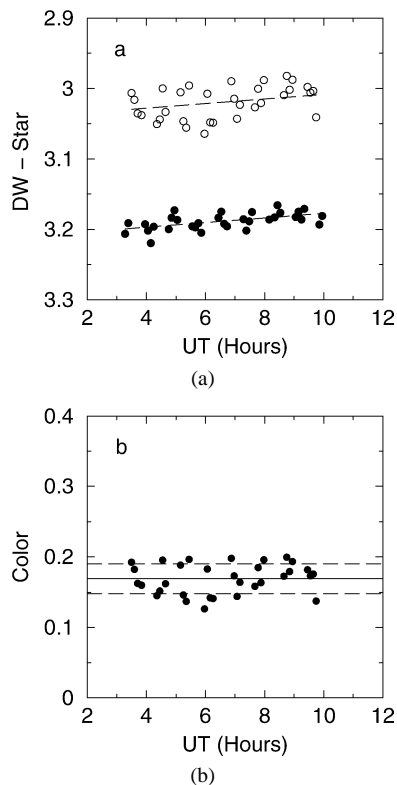 2.9
a
3
DW – Star
3.1
3.2
3.3
2 4 6 8 10 12
UT (Hours)
(a)
0.4
b
0.3
Color
0.2
0.1
0
2 4 6 8 10 12
UT (Hours)
(b)